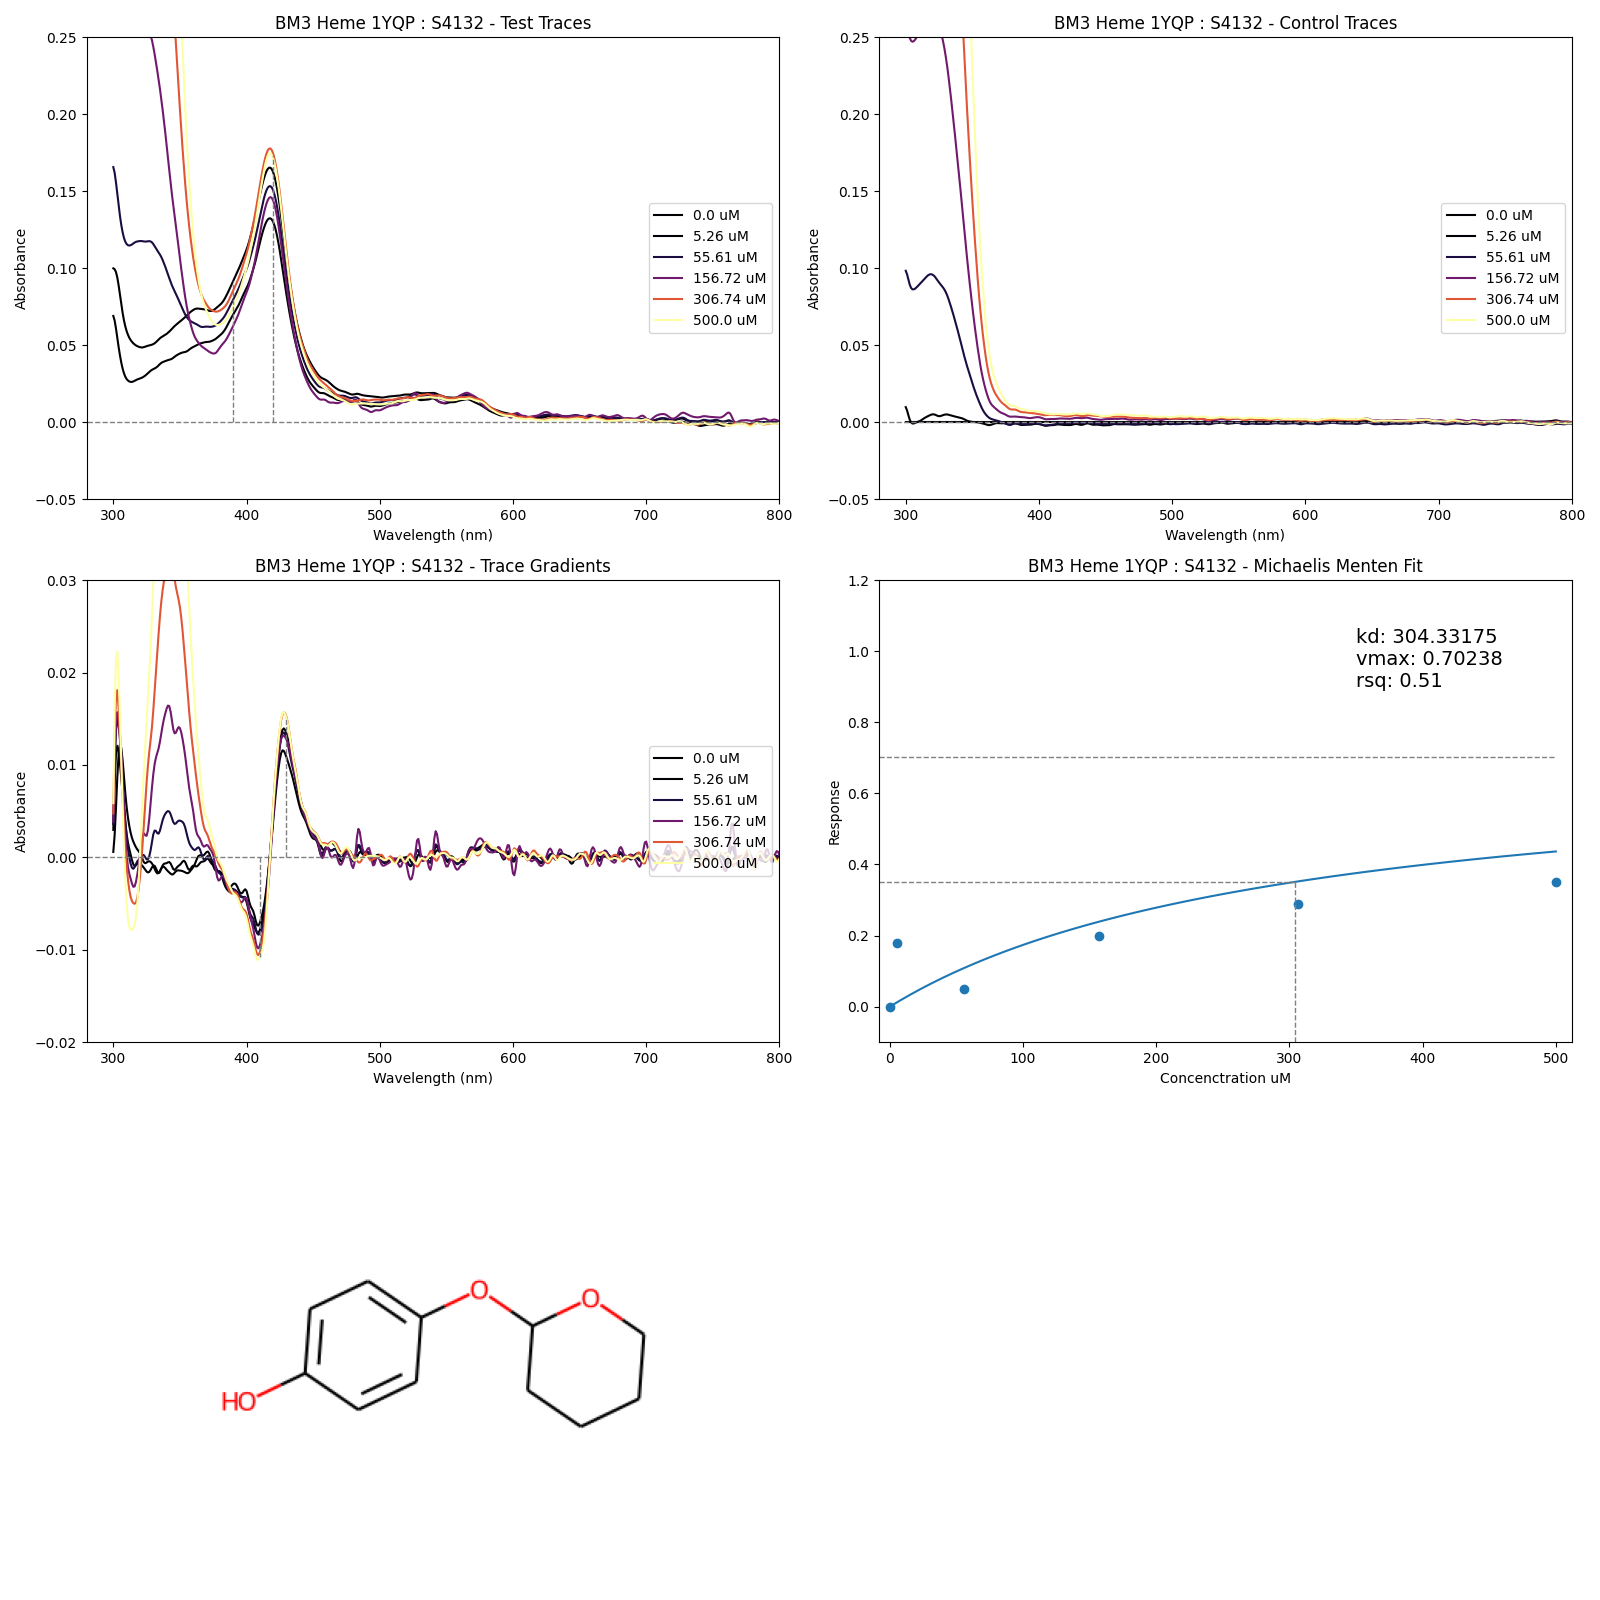 BM3 Heme 1YQP : S4132 - Test Traces
0.25
0.20
0.15
0.10
0.05
0.00
−0.05
Absorbance
300
400
500
600
700
800
Wavelength (nm)
0.0 uM
5.26 uM
55.61 uM
156.72 uM
306.74 uM
500.0 uM
BM3 Heme 1YQP : S4132 - Control Traces
0.25
0.20
0.15
0.10
0.05
0.00
−0.05
Absorbance
300
400
500
600
700
800
Wavelength (nm)
0.0 uM
5.26 uM
55.61 uM
156.72 uM
306.74 uM
500.0 uM
BM3 Heme 1YQP : S4132 - Trace Gradients
0.03
0.02
0.01
0.00
−0.01
−0.02
Absorbance
300
400
500
600
700
800
Wavelength (nm)
0.0 uM
5.26 uM
55.61 uM
156.72 uM
306.74 uM
500.0 uM
BM3 Heme 1YQP : S4132 - Michaelis Menten Fit
1.2
1.0
0.8
0.6
0.4
0.2
0.0
Response
kd: 304.33175
vmax: 0.70238
rsq: 0.51
0
100
200
300
400
500
Concenctration uM
O
O
HO